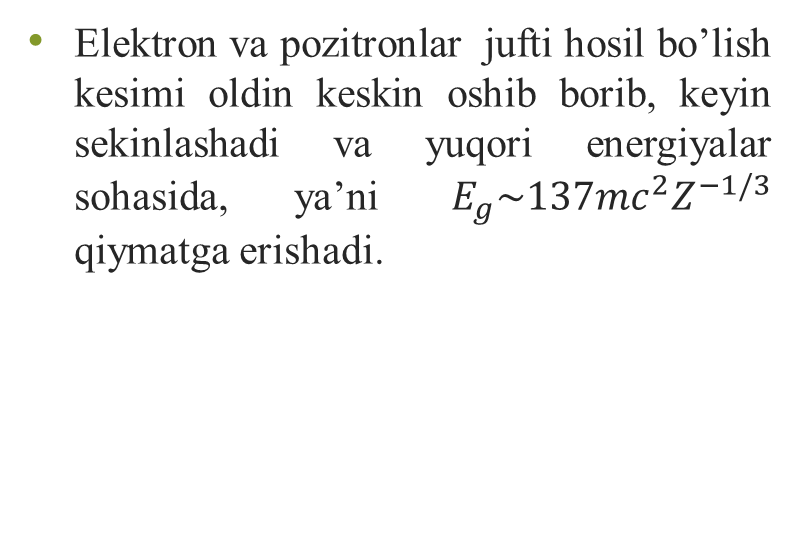 • Elektron va pozitronlar jufti hosil bo’lish
kesimi oldin keskin oshib borib, keyin
sekinlashadi va yuqori energiyalar
sohasida, ya’ni 𝐸_𝑔~137𝑚𝑐²𝑍^{−1/3}
qiymatga erishadi.